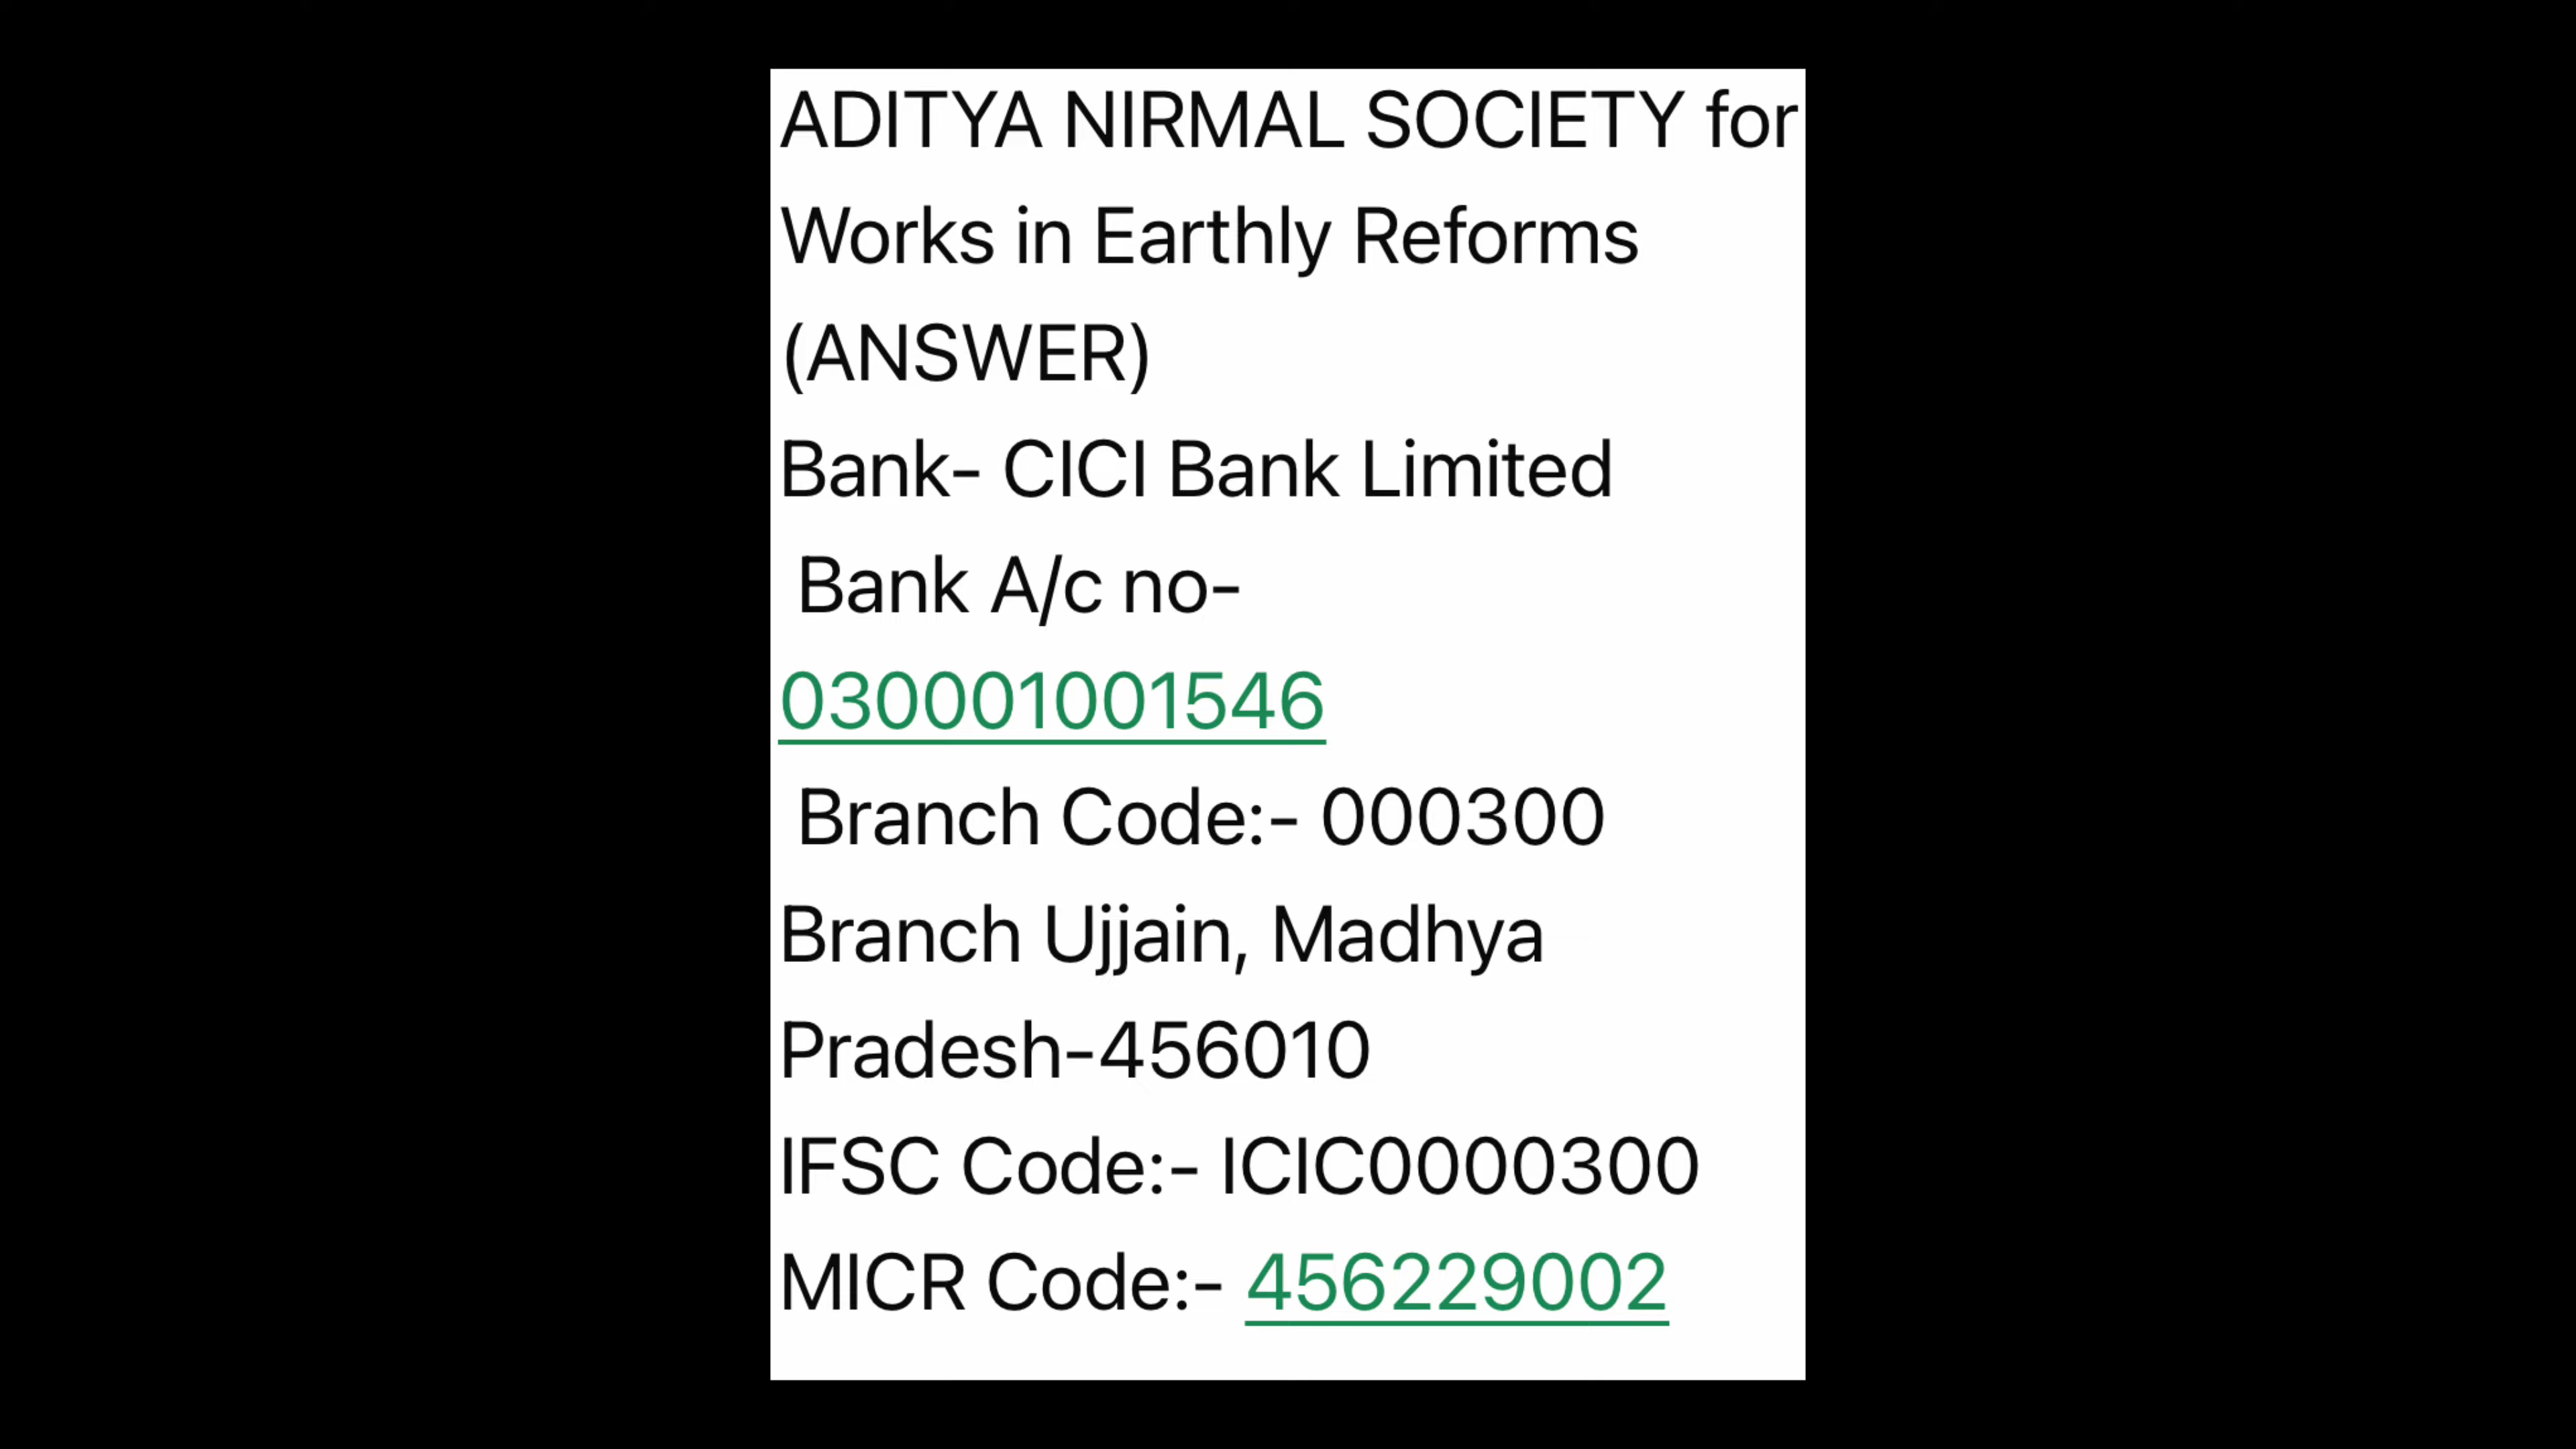 ADITYA NIRMAL SOCIETY for
Works in Earthly Reforms
(ANSWER)
Bank- CICI Bank Limited
Bank A/c no-
030001001546
Branch Code:- 000300
Branch Ujjain, Madhya
Pradesh-456010
IFSC Code:- ICIC0000300
MICR Code:- 456229002